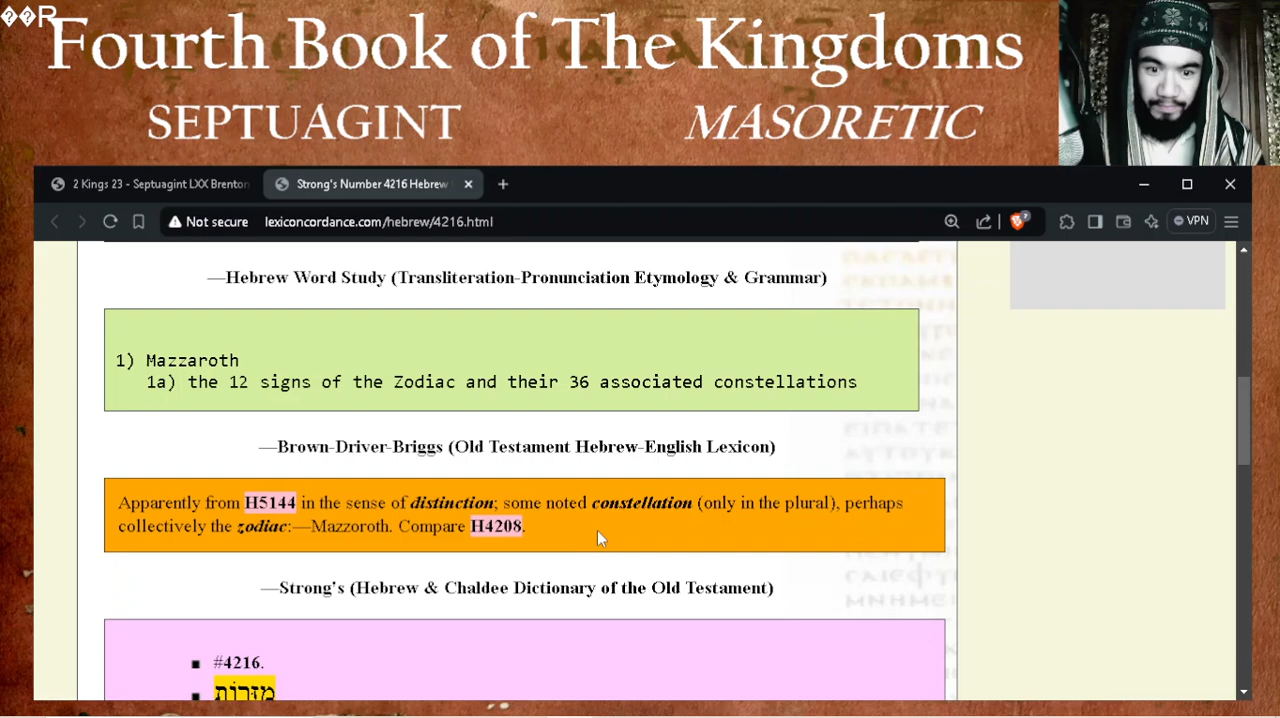 ��R
Fourth Book of The Kingdoms
SEPTUAGINT MASORETIC
2 Kings 23 - Septuagint LXX Brenton
Strong's Number 4216 Hebrew
Not secure lexiconcordance.com/hebrew/4216.html
7
VPN
—Hebrew Word Study (Transliteration-Pronunciation Etymology & Grammar)
1) Mazzaroth
1a) the 12 signs of the Zodiac and their 36 associated constellations
—Brown-Driver-Briggs (Old Testament Hebrew-English Lexicon)
Apparently from H5144 in the sense of distinction; some noted constellation (only in the plural), perhaps
collectively the zodiac:—Mazzoroth. Compare H4208.
—Strong’s (Hebrew & Chaldee Dictionary of the Old Testament)
#4216.
מַזָּרוֹת